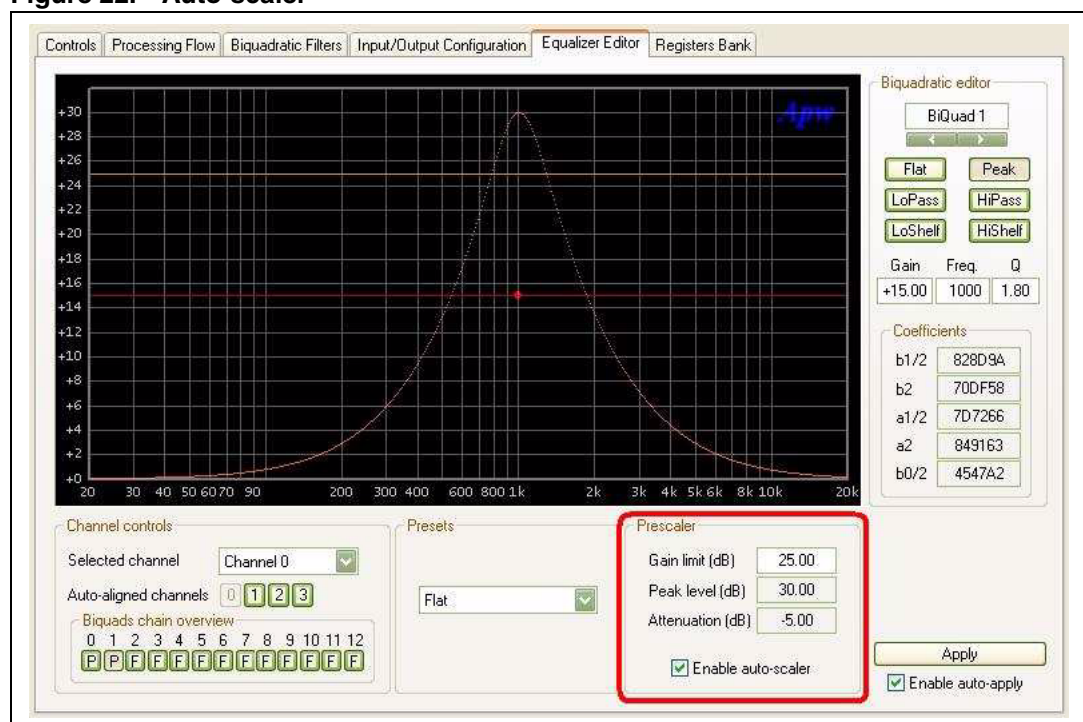 Figure 22. Auto-scaler
Controls Processing Flow Biquadratic Filters Input/Output Configuration Equalizer Editor Registers Bank
Apw
+30
+28
+26
+24
+22
+20
+18
+16
+14
+12
+10
+8
+6
+4
+2
+0
20 30 40 50 60 70 90 200 300 400 600 800 1k 2k 3k 4k 5k 6k 8k 10k 20k
Biquadratic editor
BiQuad 1
< >
Flat Peak
LoPass HiPass
LoShelf HiShelf
Gain Freq. Q
+15.00 1000 1.80
Coefficients
b1/2 828D9A
b2 70DF58
a1/2 7D7266
a2 849163
b0/2 4547A2
Channel controls
Selected channel Channel 0
Auto-aligned channels 0 1 2 3
Biquads chain overview
0 1 2 3 4 5 6 7 8 9 10 11 12
P P F F F F F F F F F F F
Presets
Flat
Prescaler
Gain limit (dB) 25.00
Peak level (dB) 30.00
Attenuation (dB) -5.00
Enable auto-scaler
Apply
Enable auto-apply